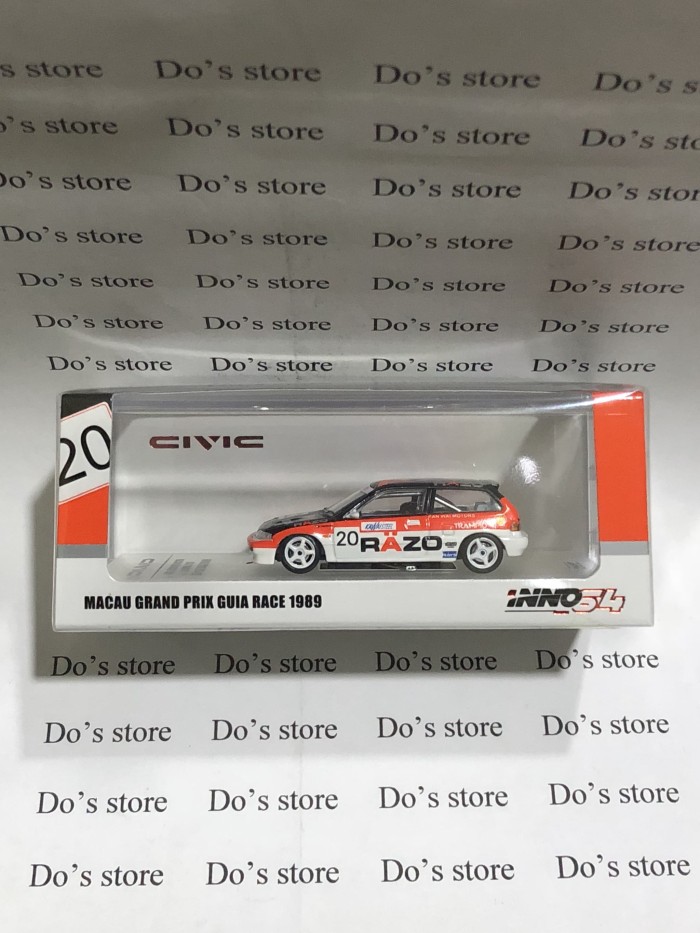 s store Do's store Do's store Do's s
's store Do's store Do's store Do's sto
Do's store Do's store Do's store Do's stor
Do's store Do's store Do's store Do's store
Do's store Do's store Do's store Do's store
Do's store Do's store Do's store Do's store
Do's store Do's store Do's store Do's store
20
CIVIC
20 RÄZO
MACAU GRAND PRIX GUIA RACE 1989
INNO64
Do's store Do's store Do's store Do's store
Do's store Do's store Do's store Do's store
Do's store Do's store Do's store Do's store
Do's store Do's store Do's store Do's store